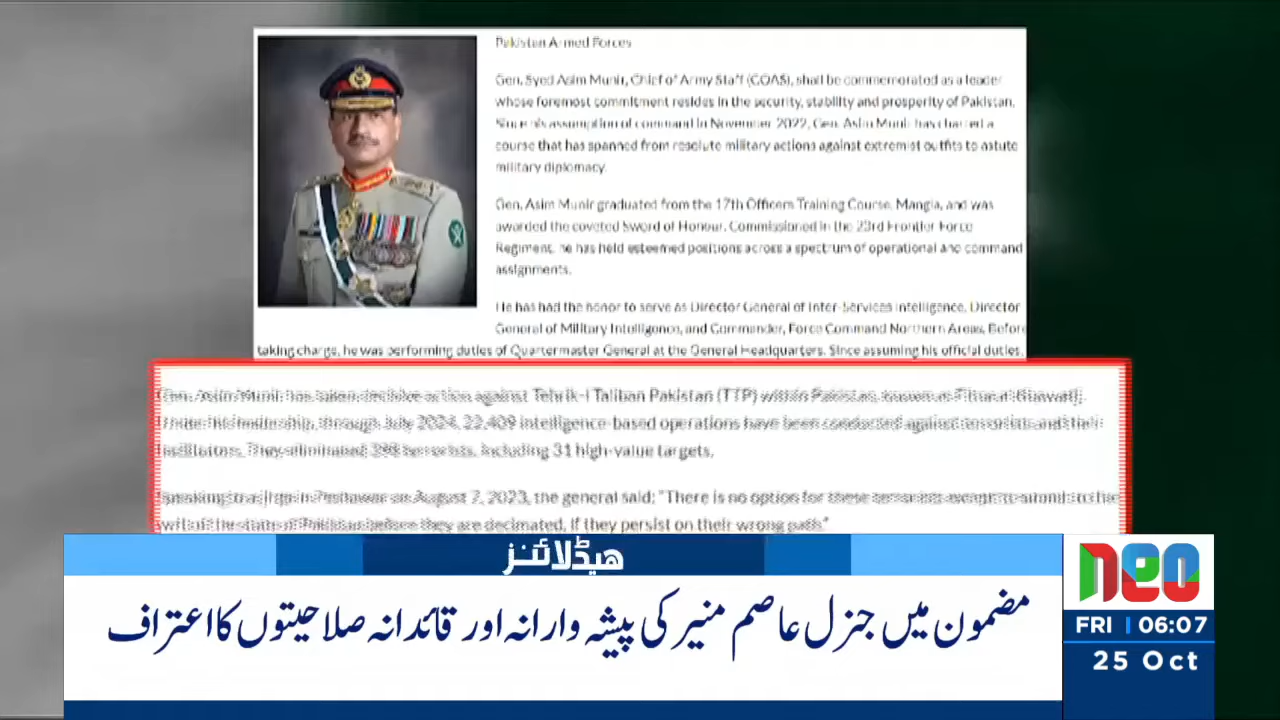 Pakistan Armed Forces
Gen. Syed Asim Munir, Chief of Army Staff (COAS), shall be commemorated as a leader
whose foremost commitment resides in the security, stability and prosperity of Pakistan.
Since his assumption of command in November 2022, Gen. Asim Munir has charted a
course that has spanned from resolute military actions against extremist outfits to astute
military diplomacy.
Gen. Asim Munir graduated from the 17th Officers Training Course, Mangla, and was
awarded the coveted Sword of Honour. Commissioned in the 23rd Frontier Force
Regiment, he has held esteemed positions across a spectrum of operational and command
assignments.
He has had the honor to serve as Director General of Inter-Services Intelligence, Director
General of Military Intelligence, and Commander, Force Command Northern Areas. Before
taking charge, he was performing duties of Quartermaster General at the General Headquarters. Since assuming his official duties,
Gen. Asim Munir has taken decisive action against Tehrik-I Taliban Pakistan (TTP) within Pakistan, known as
Under his leadership, through July 2024, 22,409 intelligence-based operations have been conducted against terrorists and their
facilitators. They eliminated 398 terrorists, including 31 high-value targets.
Speaking to a jirga in Peshawar on August 7, 2023, the general said: "There is no option for these terrorists except to submit to the
writ of the state of Pakistan before they are decimated, if they persist on their wrong path."
ہیڈلائنز
مضمون میں جنرل عاصم منیر کی پیشہ وارانہ اور قائدانہ صلاحیتوں کا اعتراف
neo
FRI | 06:07
25 Oct